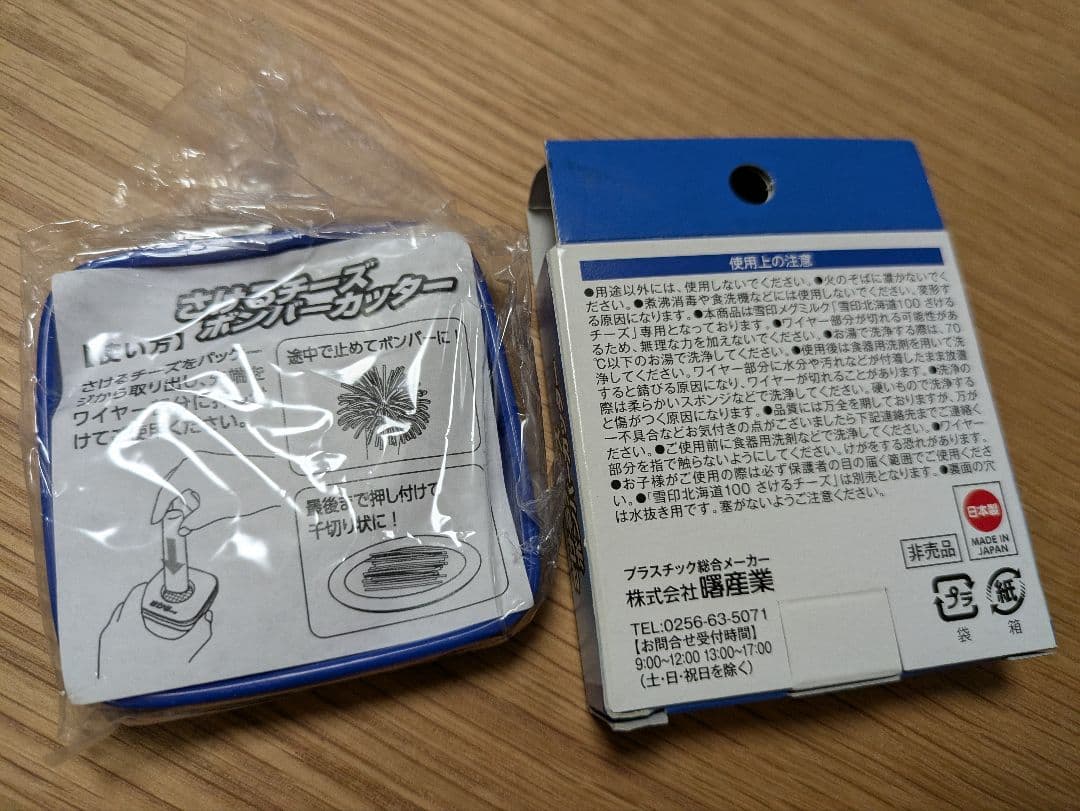 さけるチーズ
ボンバーカッター
【使い方】
さけるチーズをパッケー
ジから取り出し、先端を
ワイヤー部分に押し
けてご使用ください。
途中で止めてボンバーに！
最後まで押し付けて
千切り状に！
使用上の注意
●用途以外には、使用しないでください。●火のそばに置かないでく
ださい。●煮沸消毒や食洗機などには使用しないでください。変形す
る原因になります。●本商品は雪印メグミルク「雪印北海道100 さける
チーズ」専用となっております。●ワイヤー部分が切れる可能性があ
るため、無理な力を加えないでください。●お湯で洗浄する際は、70
℃以下のお湯で洗浄してください。●使用後は食器用洗剤を用いて洗
浄してください。ワイヤー部分に水分や汚れなどが付着したまま放置
すると錆びる原因になり、ワイヤーが切れることがあります。●洗浄の
際は柔らかいスポンジなどで洗浄してください。硬いもので洗浄する
と傷がつく原因になります。●品質には万全を期しておりますが、万が
一不具合などお気付きの点がございましたら下記連絡先までご連絡く
ださい。●ご使用前に食器用洗剤などで洗浄してください。●ワイヤー
部分を指で触らないようにしてください。けがをする恐れがあります。
●お子様がご使用の際は必ず保護者の目の届く範囲でご使用くださ
い。●「雪印北海道100 さけるチーズ」は別売となります。●裏面の穴
は水抜き用です。塞がないようご注意ください。
日本製
MADE IN
JAPAN
非売品
プラスチック総合メーカー
株式会社 曙産業
TEL:0256-63-5071
【お問合せ受付時間】
9:00~12:00 13:00~17:00
(土・日・祝日を除く)
プラ
紙
袋
箱